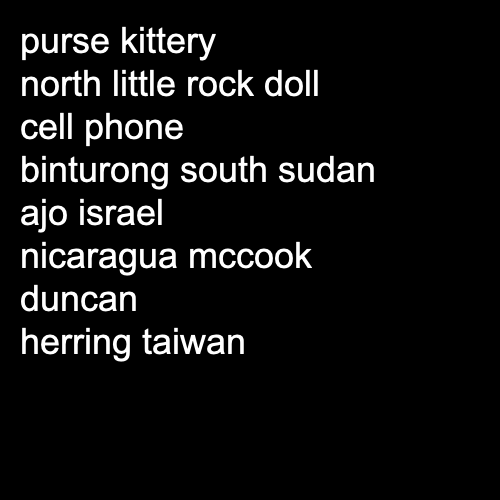 purse kittery
north little rock doll
cell phone
binturong south sudan
ajo israel
nicaragua mccook
duncan
herring taiwan